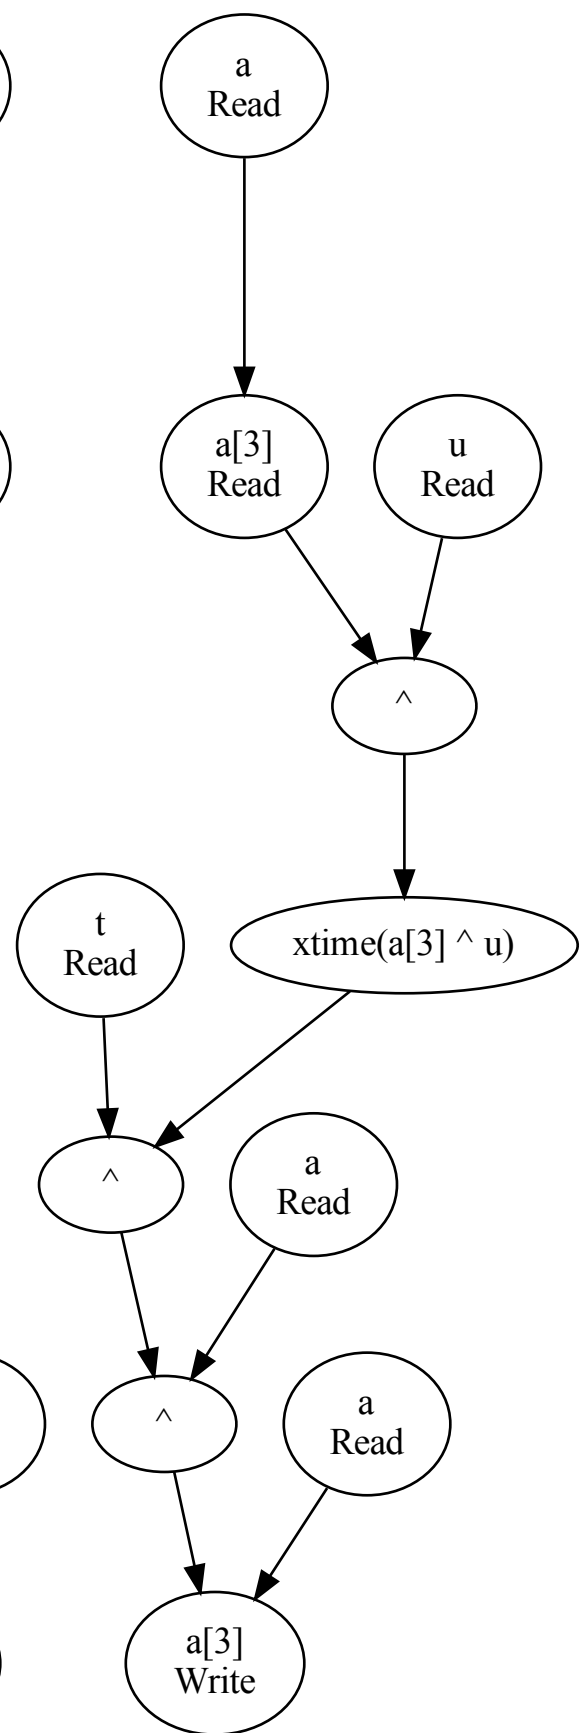 a
Read
a[3]
Read
u
Read
^
t
Read
xtime(a[3] ^ u)
^
a
Read
^
a
Read
a[3]
Write